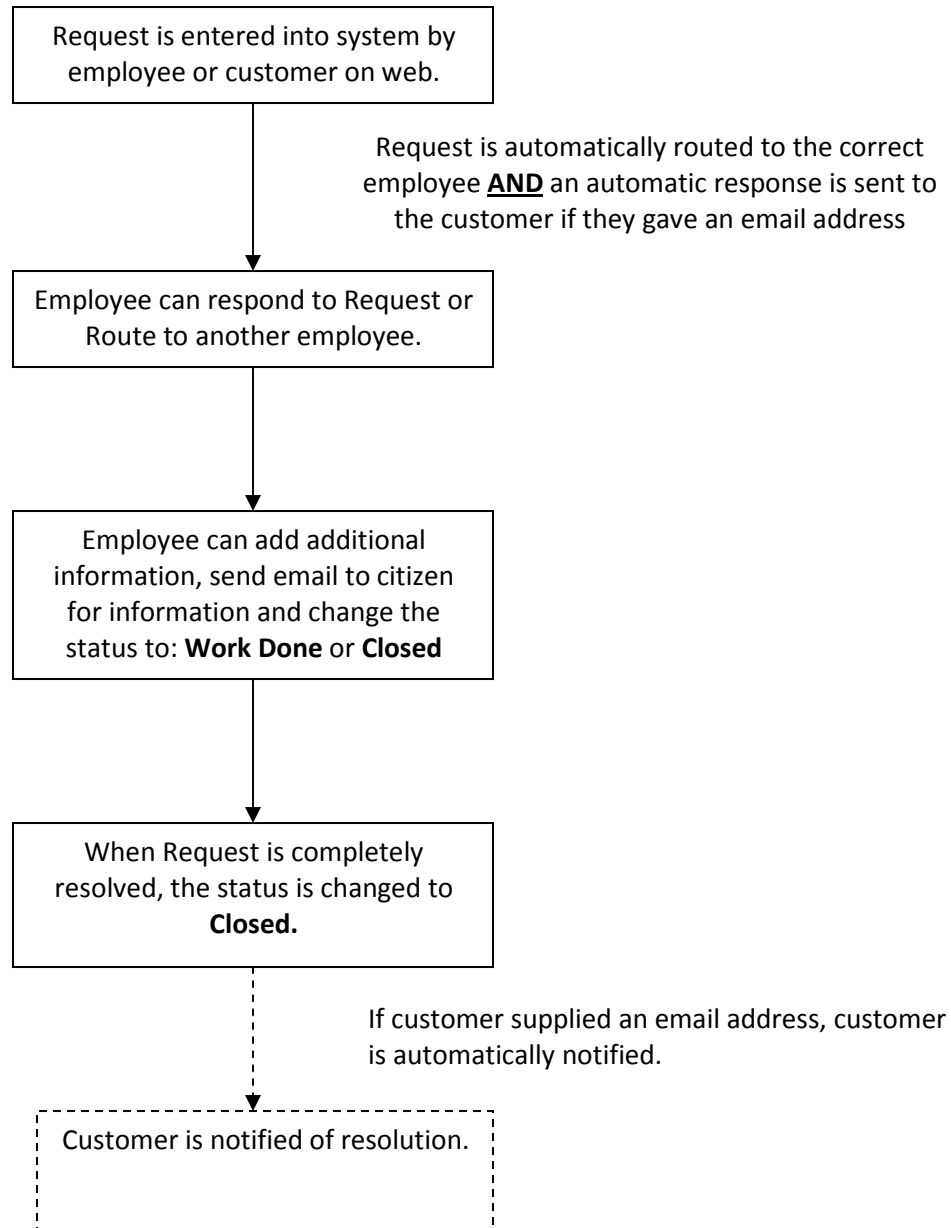 Request is entered into system by
employee or customer on web.
Request is automatically routed to the correct
employee AND an automatic response is sent to
the customer if they gave an email address
Employee can respond to Request or
Route to another employee.
Employee can add additional
information, send email to citizen
for information and change the
status to: Work Done or Closed
When Request is completely
resolved, the status is changed to
Closed.
If customer supplied an email address, customer
is automatically notified.
Customer is notified of resolution.